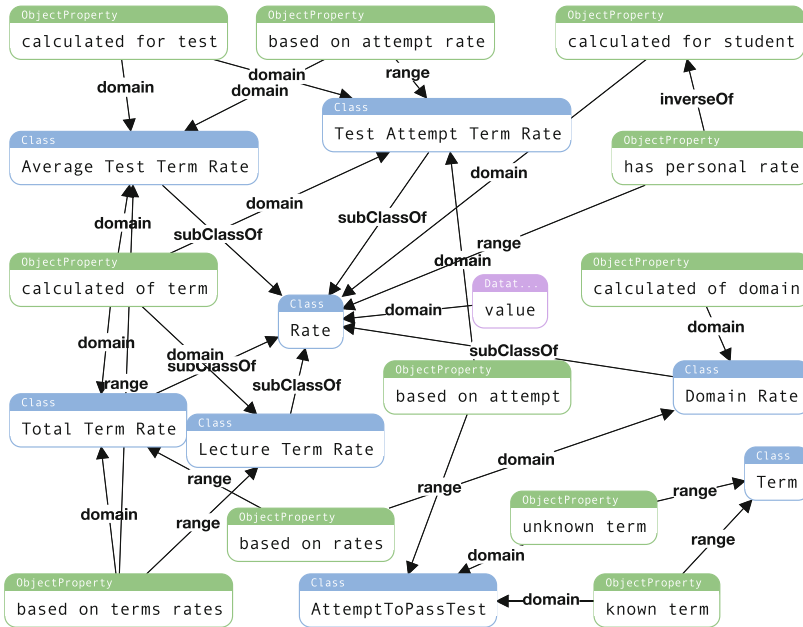 ObjectProperty
calculated for test
ObjectProperty
based on attempt rate
ObjectProperty
calculated for student
domain
domain
domain
range
inverseOf
Class
Test Attempt Term Rate
Class
Average Test Term Rate
ObjectProperty
has personal rate
domain
domain
domain
subClassOf
subClassOf
range
domain
ObjectProperty
calculated of term
ObjectProperty
calculated of domain
Datat...
value
Class
Rate
domain
domain
domain
domain
subClassOf
subClassOf
range
subClassOf
ObjectProperty
based on attempt
Class
Domain Rate
Class
Total Term Rate
Class
Lecture Term Rate
domain
Class
Term
range
range
range
ObjectProperty
unknown term
domain
range
ObjectProperty
based on rates
range
domain
ObjectProperty
based on terms rates
Class
AttemptToPassTest
domain
ObjectProperty
known term